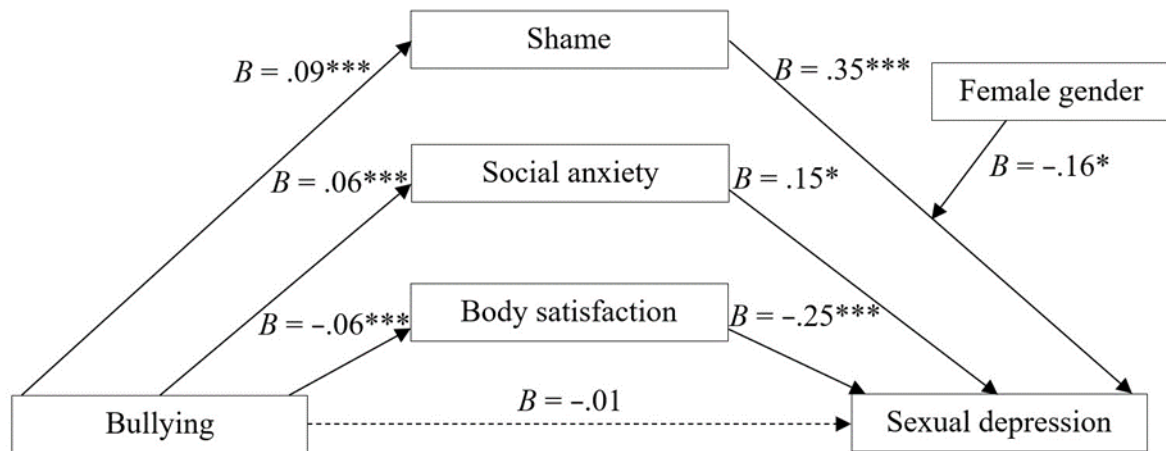 Shame
B = .09***
B = .35***
Female gender
Social anxiety
B = .06***
B = .15*
B = –.16*
Body satisfaction
B = –.06***
B = –.25***
B = –.01
Bullying
Sexual depression